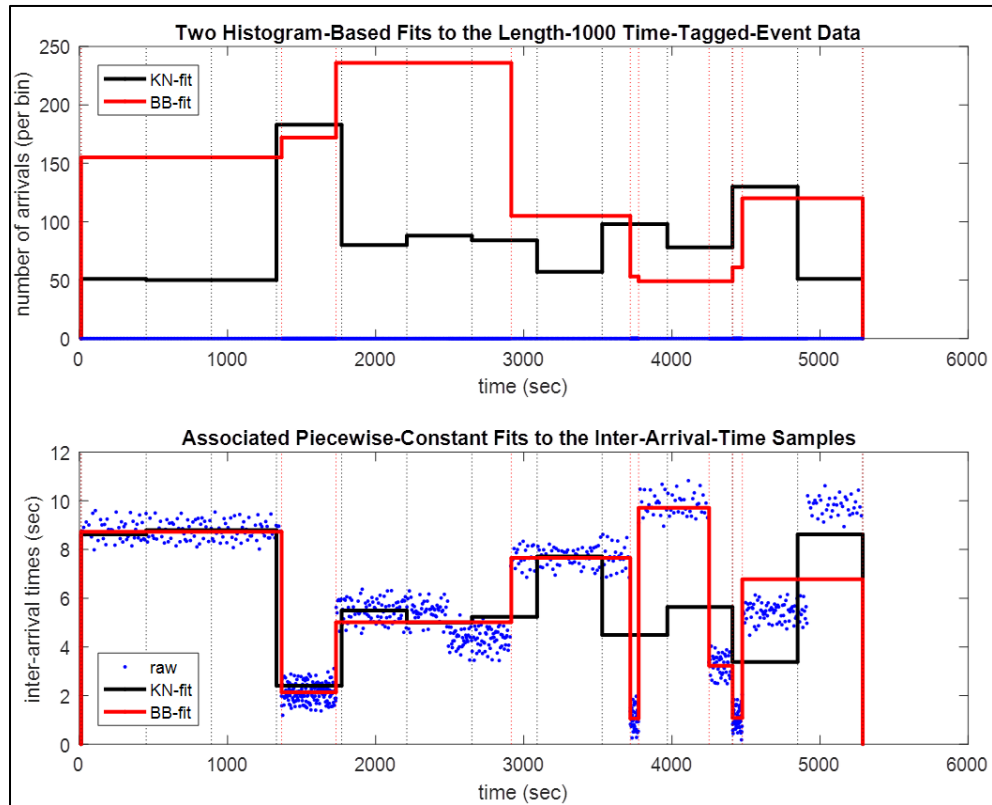 Two Histogram-Based Fits to the Length-1000 Time-Tagged-Event Data
250
200
150
100
50
0
number of arrivals (per bin)
KN-fit
BB-fit
0 1000 2000 3000 4000 5000 6000
time (sec)
Associated Piecewise-Constant Fits to the Inter-Arrival-Time Samples
12
10
8
6
4
2
0
inter-arrival times (sec)
raw
KN-fit
BB-fit
0 1000 2000 3000 4000 5000 6000
time (sec)